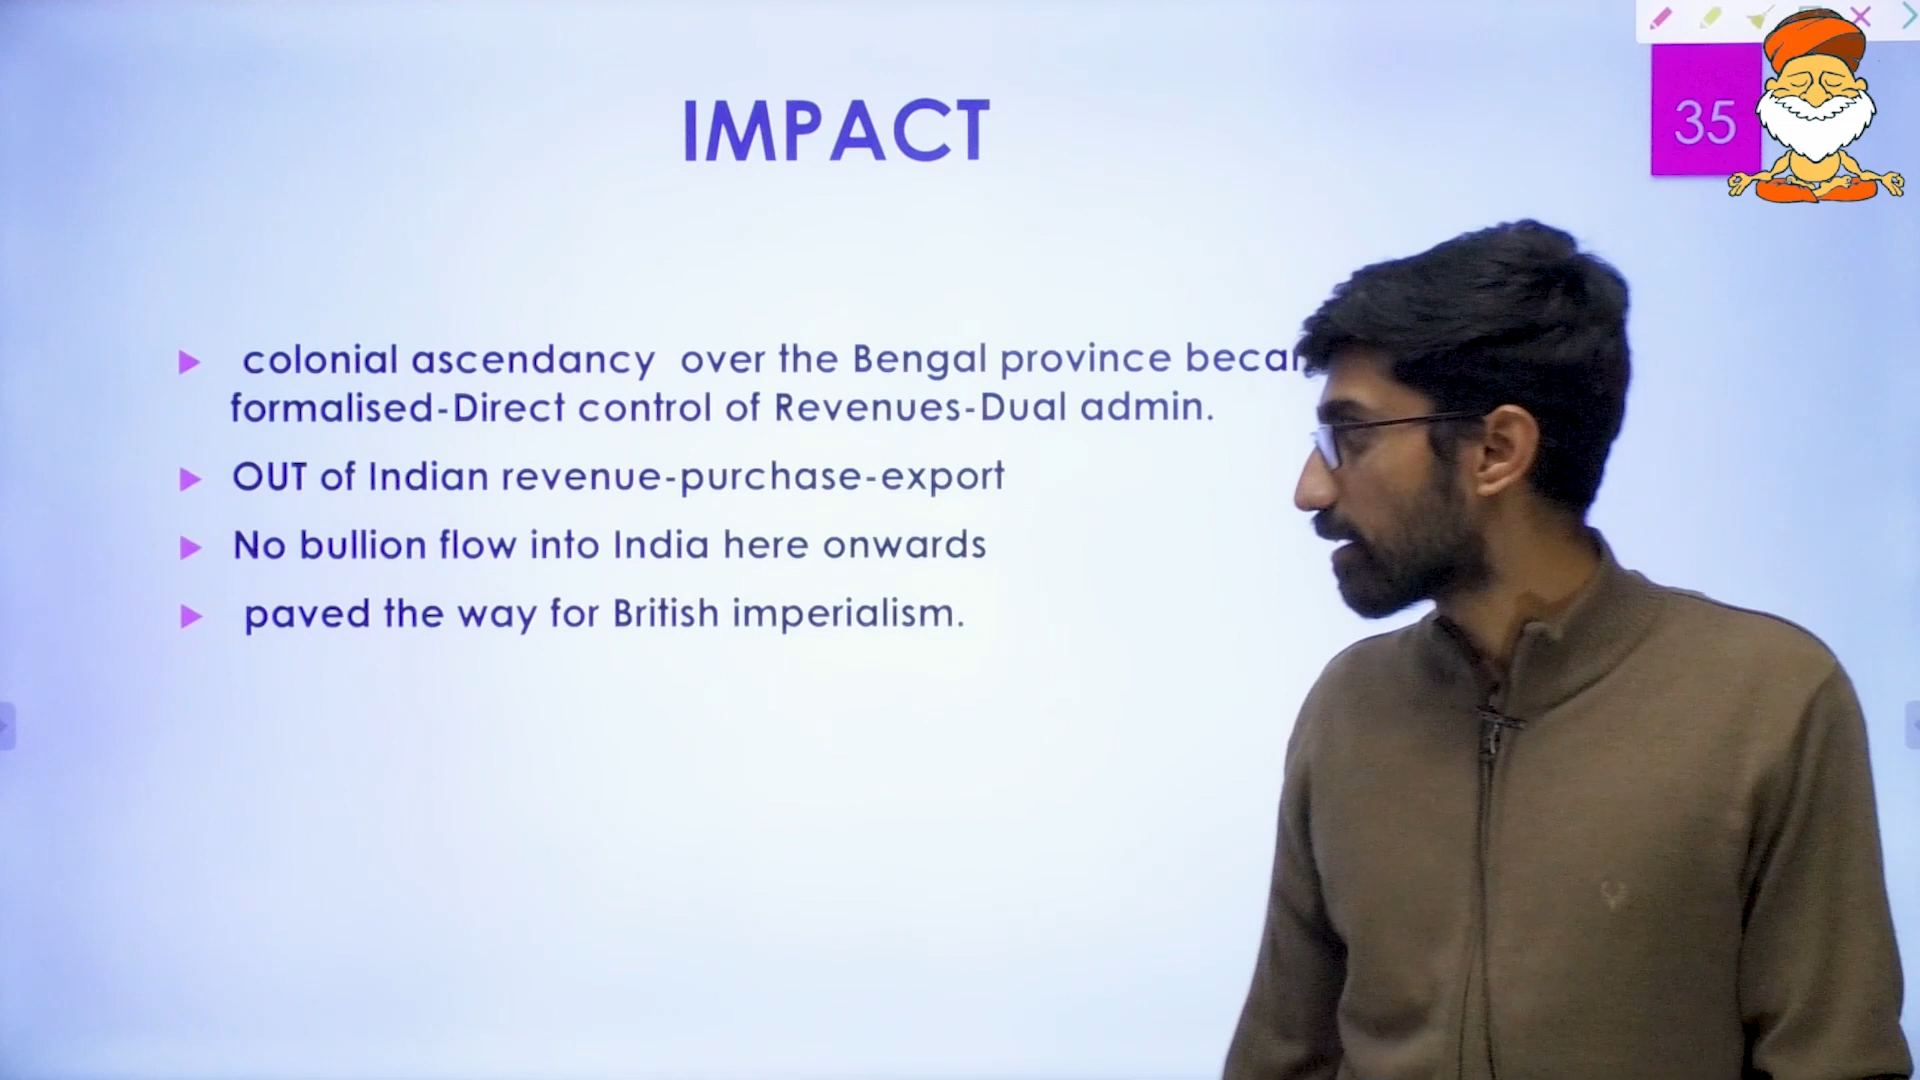 35
IMPACT
colonial ascendancy over the Bengal province
formalised-Direct control of Revenues-Dual admin.
OUT of Indian revenue-purchase-export
No bullion flow into India here onwards
paved the way for British imperialism.